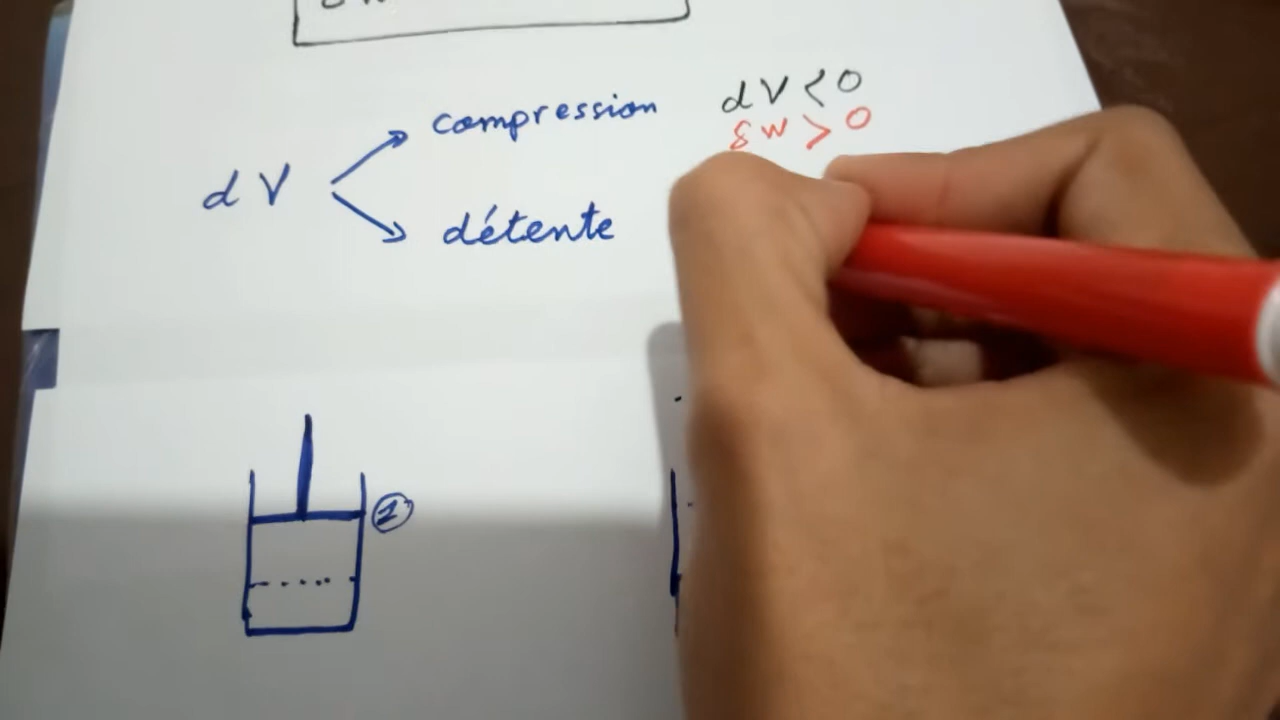 compression dV < 0
δW > 0
dV
détente
1